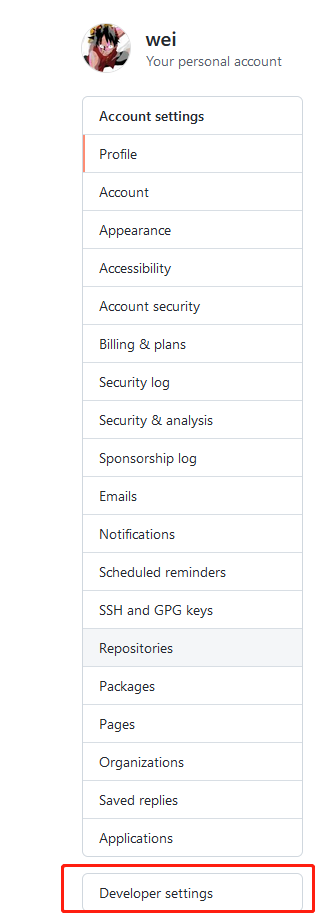 wei
Your personal account
Account settings
Profile
Account
Appearance
Accessibility
Account security
Billing & plans
Security log
Security & analysis
Sponsorship log
Emails
Notifications
Scheduled reminders
SSH and GPG keys
Repositories
Packages
Pages
Organizations
Saved replies
Applications
Developer settings